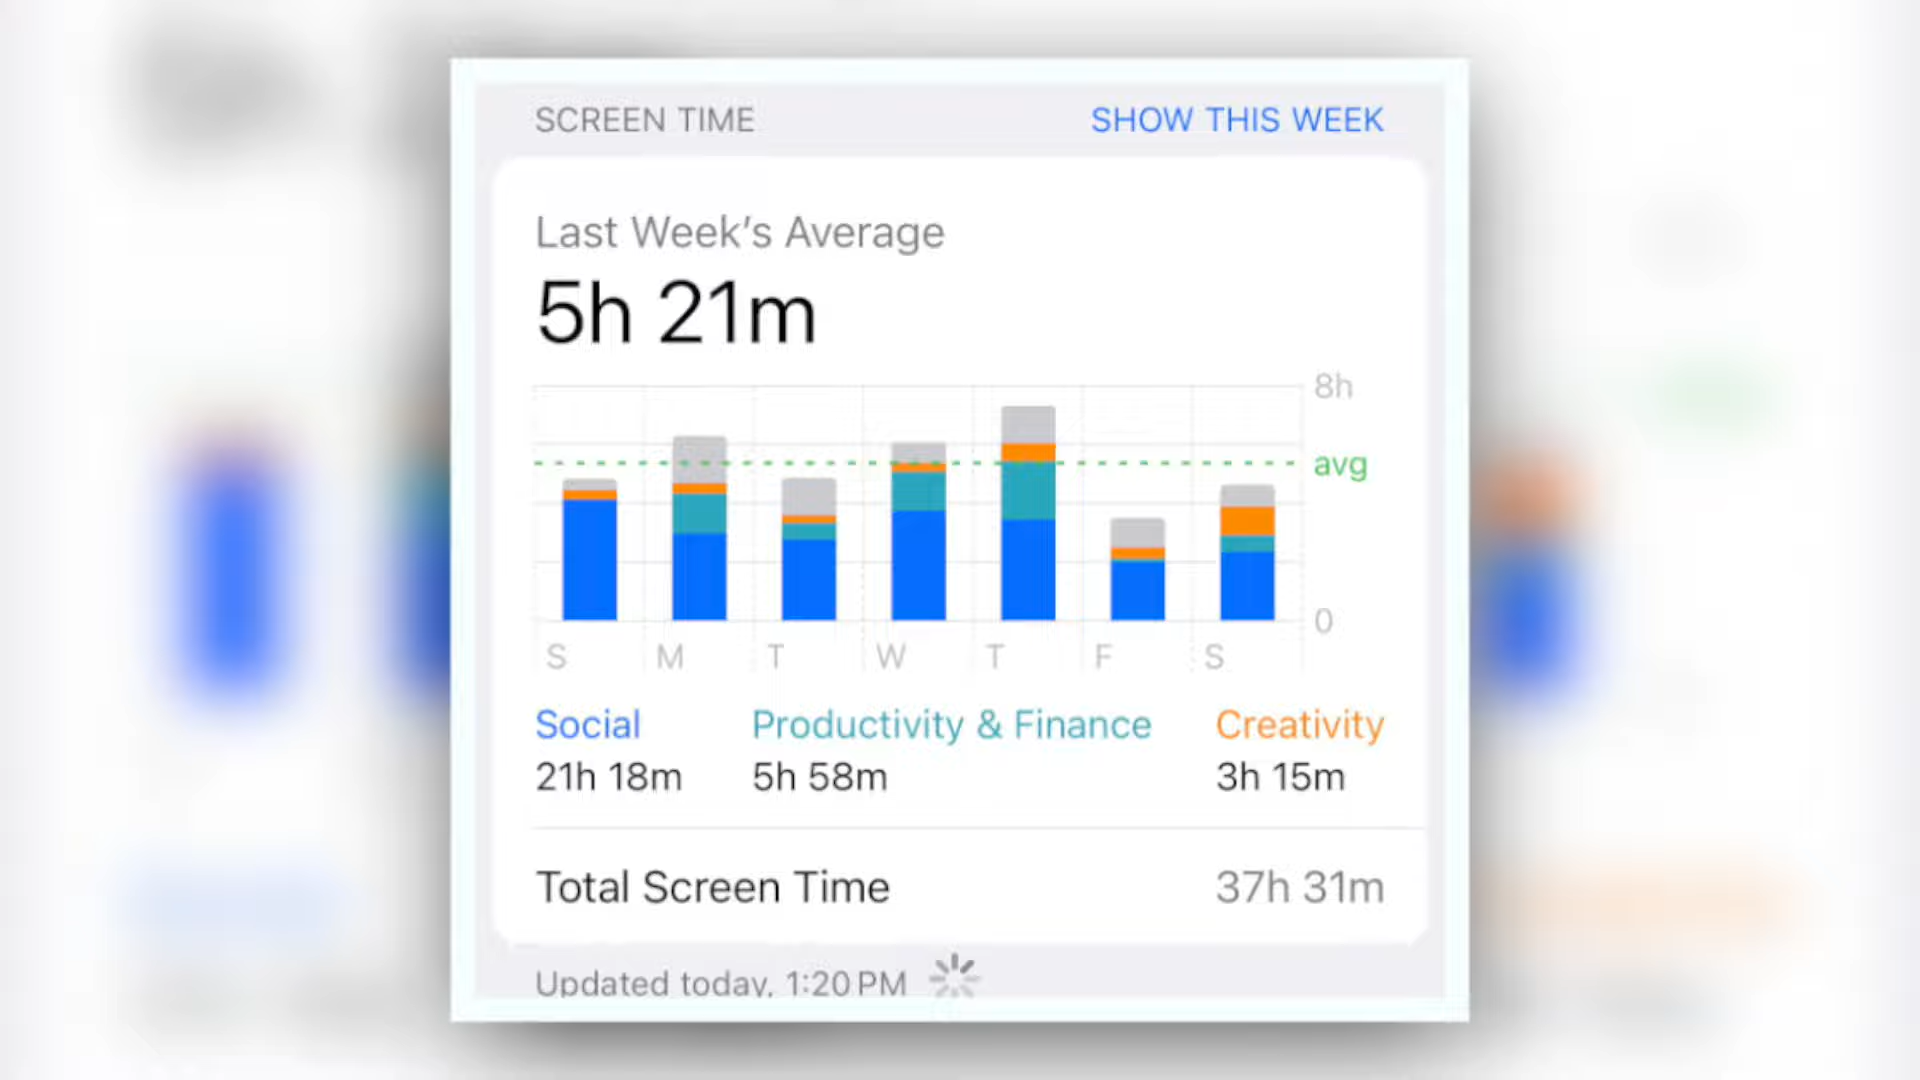 SCREEN TIME SHOW THIS WEEK
Last Week's Average
5h 21m
8h
avg
0
S M T W T F S
Social Productivity & Finance Creativity
21h 18m 5h 58m 3h 15m
Total Screen Time 37h 31m
Updated today, 1:20 PM